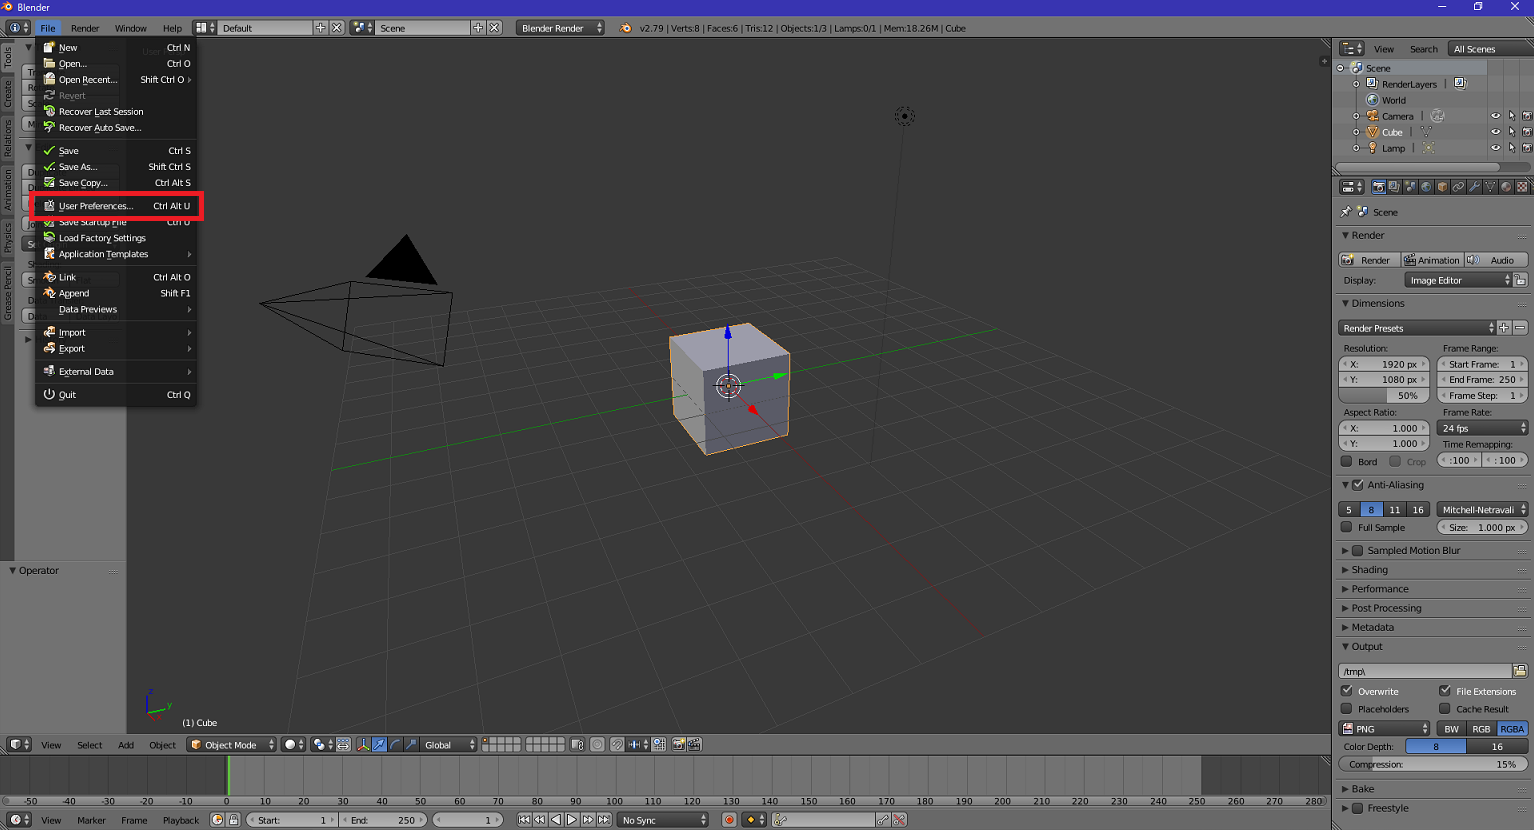 Blender
File Render Window Help Default Scene Blender Render v2.79 | Verts:8 | Faces:6 | Tris:12 | Objects:1/3 | Lamps:0/1 | Mem:18.26M | Cube
New Ctrl N
Open... Ctrl O
Open Recent... Shift Ctrl O
Revert
Recover Last Session
Recover Auto Save...
Save Ctrl S
Save As... Shift Ctrl S
Save Copy... Ctrl Alt S
User Preferences... Ctrl Alt U
Save Startup File Ctrl U
Load Factory Settings
Application Templates
Link Ctrl Alt O
Append Shift F1
Data Previews
Import
Export
External Data
Quit Ctrl Q
Tools
Create
Relations
Animation
Physics
Grease Pencil
Operator
z
y
x
(1) Cube
View Select Add Object Object Mode Global
View Search All Scenes
Scene
RenderLayers
World
Camera
Cube
Lamp
Scene
Render
Render Animation Audio
Display: Image Editor
Dimensions
Render Presets
Resolution: Frame Range:
X: 1920 px Start Frame: 1
Y: 1080 px End Frame: 250
50% Frame Step: 1
Aspect Ratio: Frame Rate:
X: 1.000 24 fps
Y: 1.000 Time Remapping:
Bord Crop :100 :100
Anti-Aliasing
5 8 11 16 Mitchell-Netravali
Full Sample Size: 1.000 px
Sampled Motion Blur
Shading
Performance
Post Processing
Metadata
Output
/tmp\
Overwrite File Extensions
Placeholders Cache Result
PNG BW RGB RGBA
Color Depth: 8 16
Compression: 15%
Bake
Freestyle
-50 -40 -30 -20 -10 0 10 20 30 40 50 60 70 80 90 100 110 120 130 140 150 160 170 180 190 200 210 220 230 240 250 260 270 280
View Marker Frame Playback Start: 1 End: 250 1 No Sync